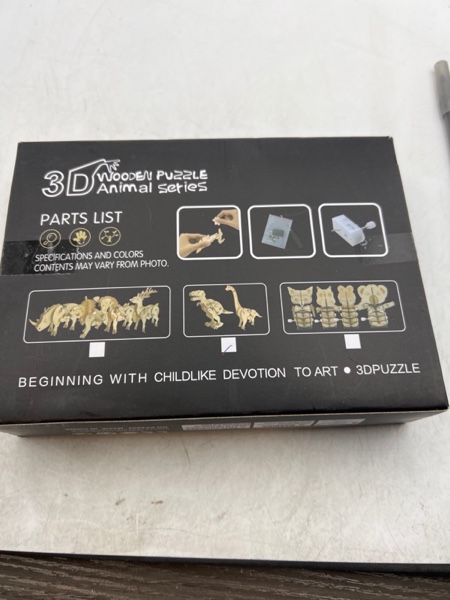 3D WOODEN PUZZLE
Animal series
PARTS LIST
SPECIFICATIONS AND COLORS
CONTENTS MAY VARY FROM PHOTO.
BEGINNING WITH CHILDLIKE DEVOTION TO ART • 3DPUZZLE